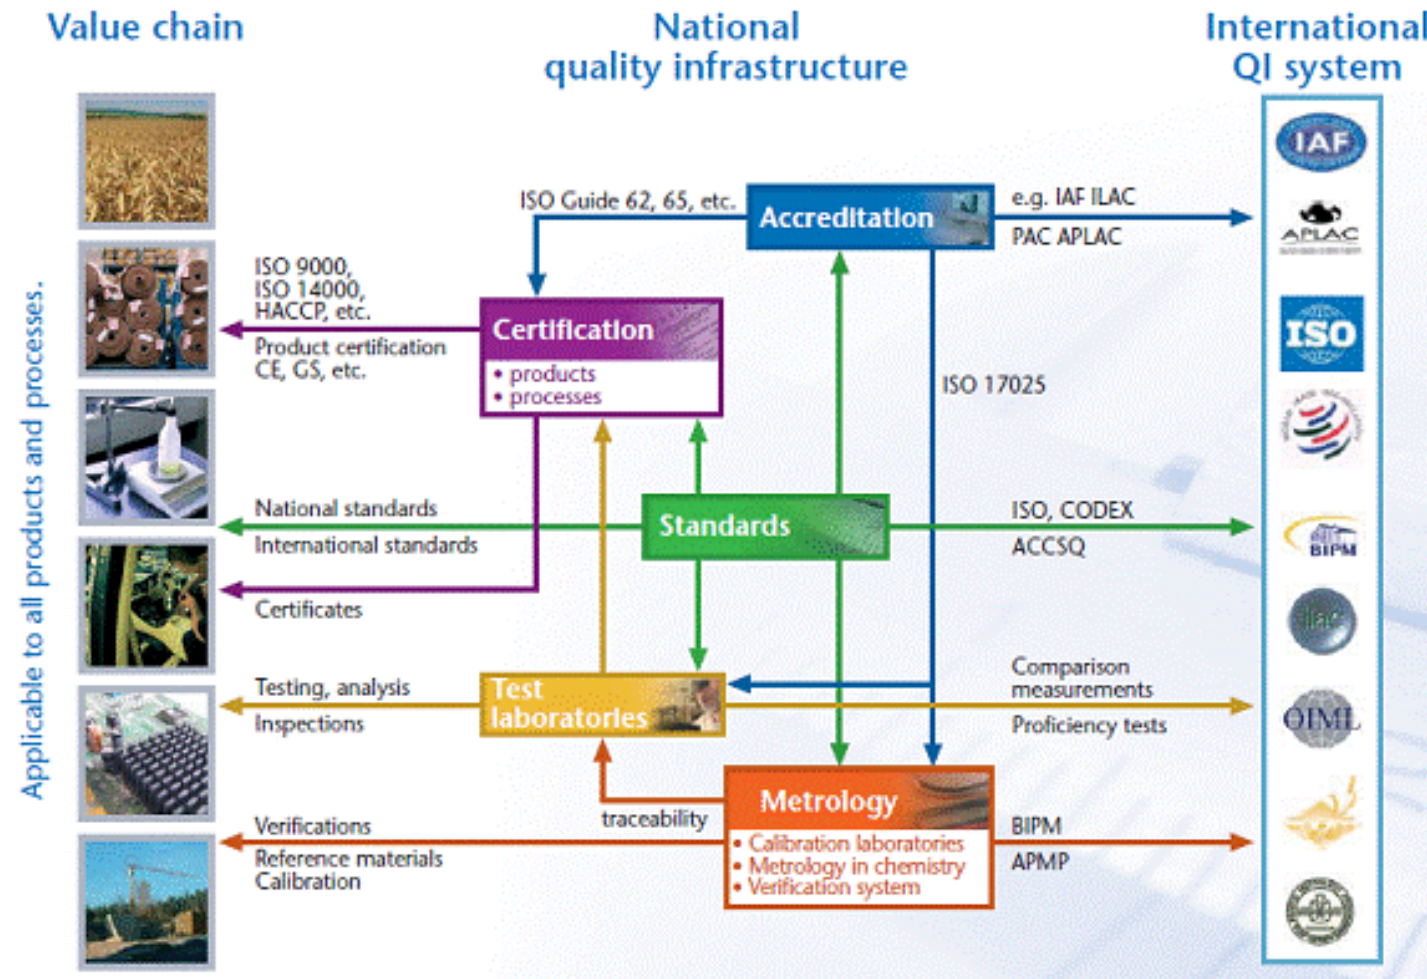 Value chain
National
quality infrastructure
International
QI system
Applicable to all products and processes.
ISO Guide 62, 65, etc.
Accreditation
e.g. IAF ILAC
PAC APLAC
ISO 9000,
ISO 14000,
HACCP, etc.
Product certification
CE, GS, etc.
Certification
• products
• processes
ISO 17025
National standards
International standards
Standards
ISO, CODEX
ACCSQ
Certificates
Testing, analysis
Inspections
Test
laboratories
Comparison
measurements
Proficiency tests
traceability
Verifications
Reference materials
Calibration
Metrology
• Calibration laboratories
• Metrology in chemistry
• Verification system
BIPM
APMP
IAF
APLAC
ISO
BIPM
ilac
OIML